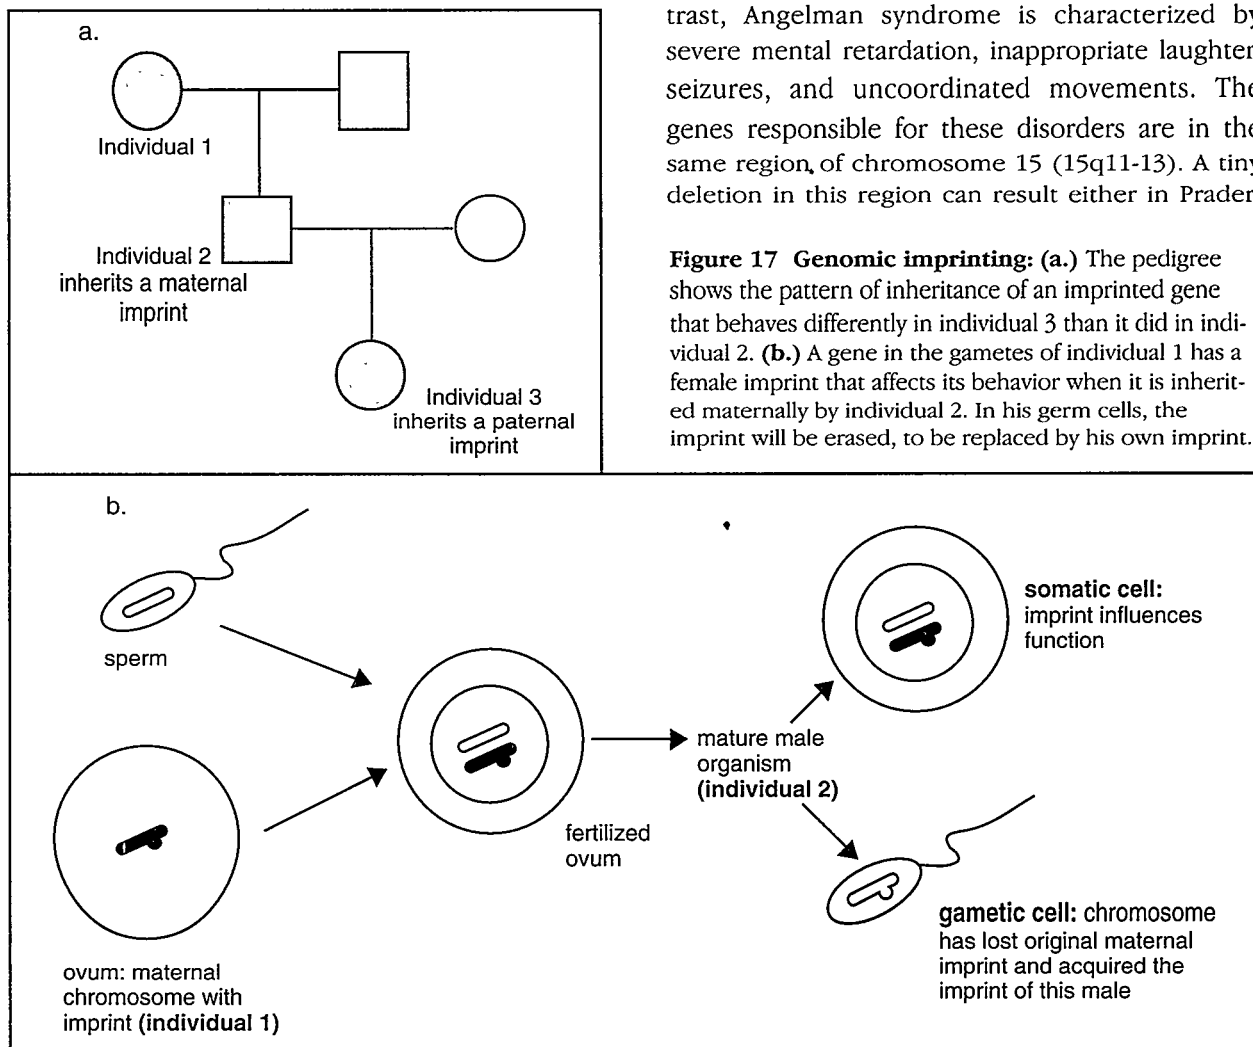 a.
Individual 1
Individual 2
inherits a maternal
imprint
Individual 3
inherits a paternal
imprint
trast, Angelman syndrome is characterized by
severe mental retardation, inappropriate laughter
seizures, and uncoordinated movements. The
genes responsible for these disorders are in the
same region of chromosome 15 (15q11-13). A tiny
deletion in this region can result either in Prader
Figure 17 Genomic imprinting: (a.) The pedigree
shows the pattern of inheritance of an imprinted gene
that behaves differently in individual 3 than it did in indi-
vidual 2. (b.) A gene in the gametes of individual 1 has a
female imprint that affects its behavior when it is inherit-
ed maternally by individual 2. In his germ cells, the
imprint will be erased, to be replaced by his own imprint.
b.
sperm
ovum: maternal
chromosome with
imprint (individual 1)
fertilized
ovum
mature male
organism
(individual 2)
somatic cell:
imprint influences
function
gametic cell: chromosome
has lost original maternal
imprint and acquired the
imprint of this male